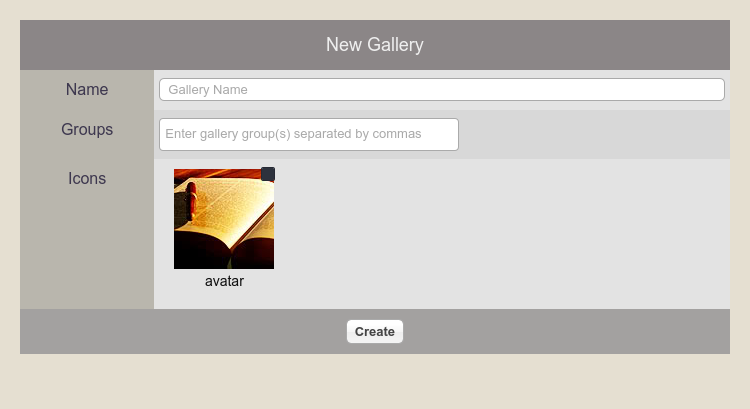 New Gallery
Name
Gallery Name
Groups
Enter gallery group(s) separated by commas
Icons
avatar
Create